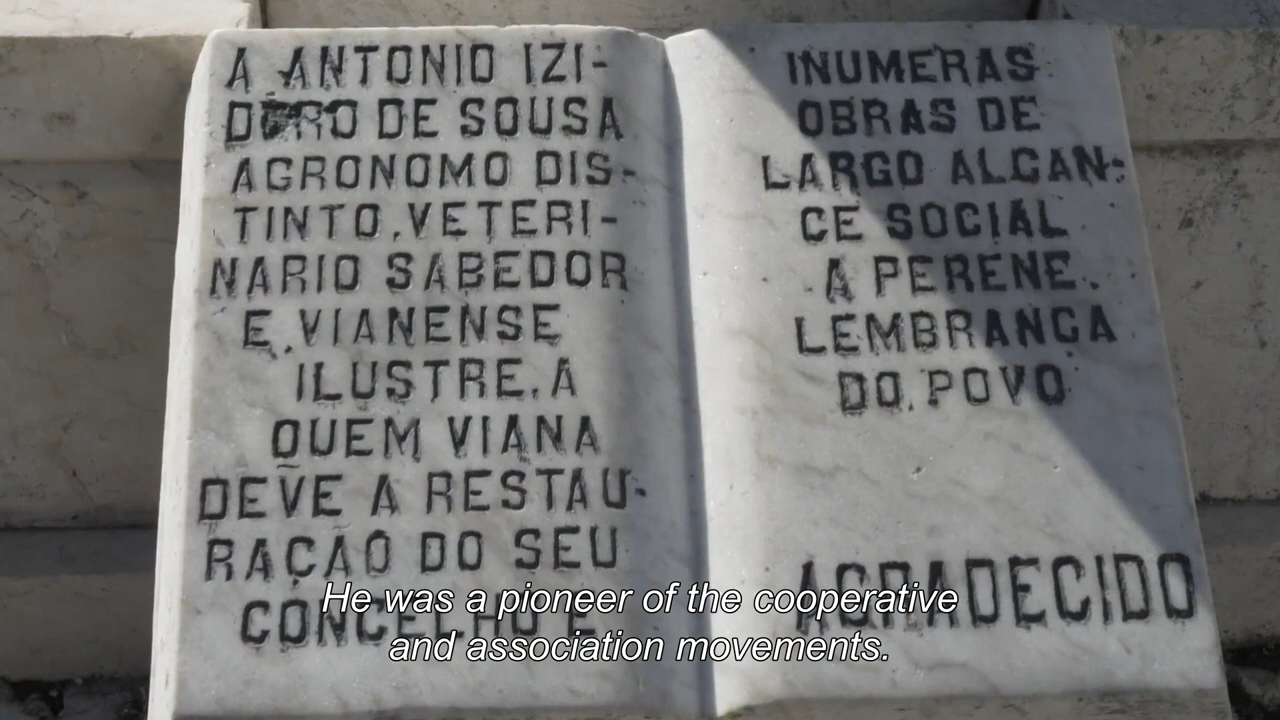 A ANTONIO IZI-
DORO DE SOUSA
AGRONOMO DIS-
TINTO, VETERI-
NARIO SABEDOR
E, VIANENSE
ILUSTRE, A
QUEM VIANA
DEVE A RESTAU-
RAÇÃO DO SEU
CONCELHO E
INUMERAS
OBRAS DE
LARGO ALCAN-
CE SOCIAL
A PERENE.
LEMBRANÇA
DO, POVO
AGRADECIDO
He was a pioneer of the cooperative
and association movements.